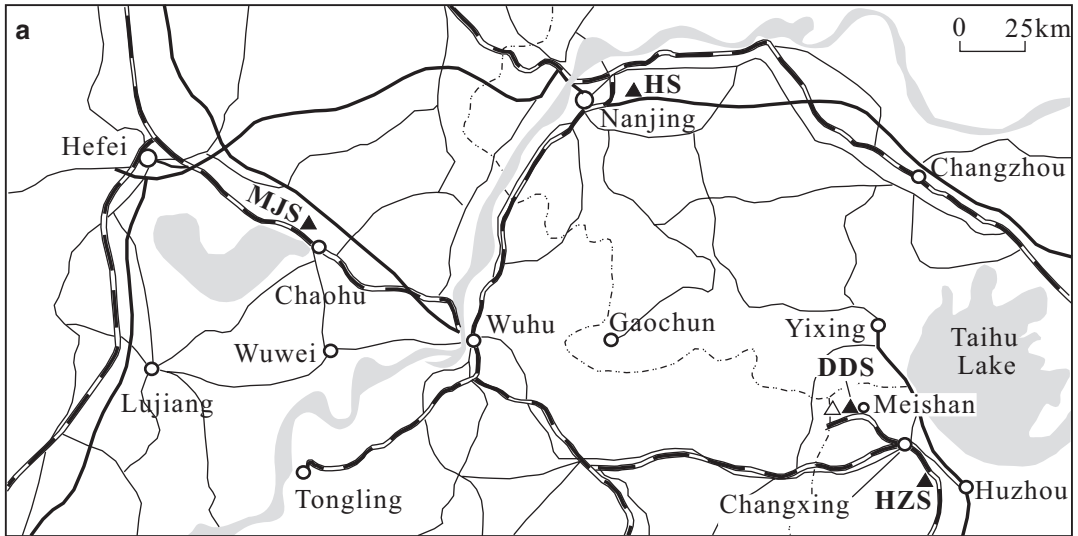 a
0 25km
HS
Nanjing
Hefei
Changzhou
MJS
Chaohu
Wuhu
Gaochun
Yixing
Taihu
Lake
Wuwei
DDS
Meishan
Lujiang
Tongling
Changxing
HZS
Huzhou